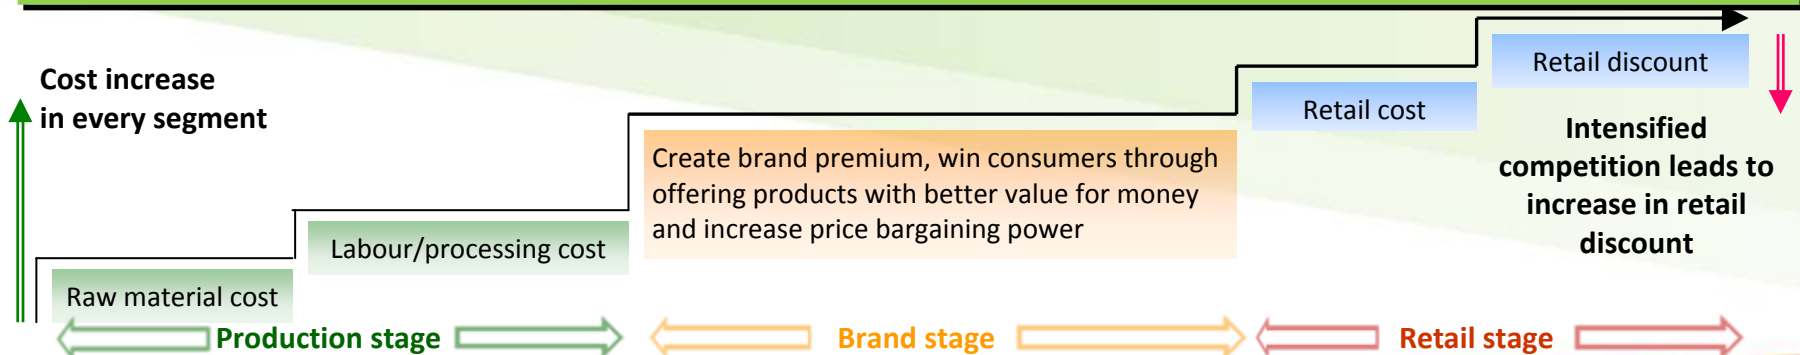 Cost increase
in every segment
Raw material cost
Labour/processing cost
Create brand premium, win consumers through
offering products with better value for money
and increase price bargaining power
Retail cost
Retail discount
Intensified
competition leads to
increase in retail
discount
Production stage
Brand stage
Retail stage